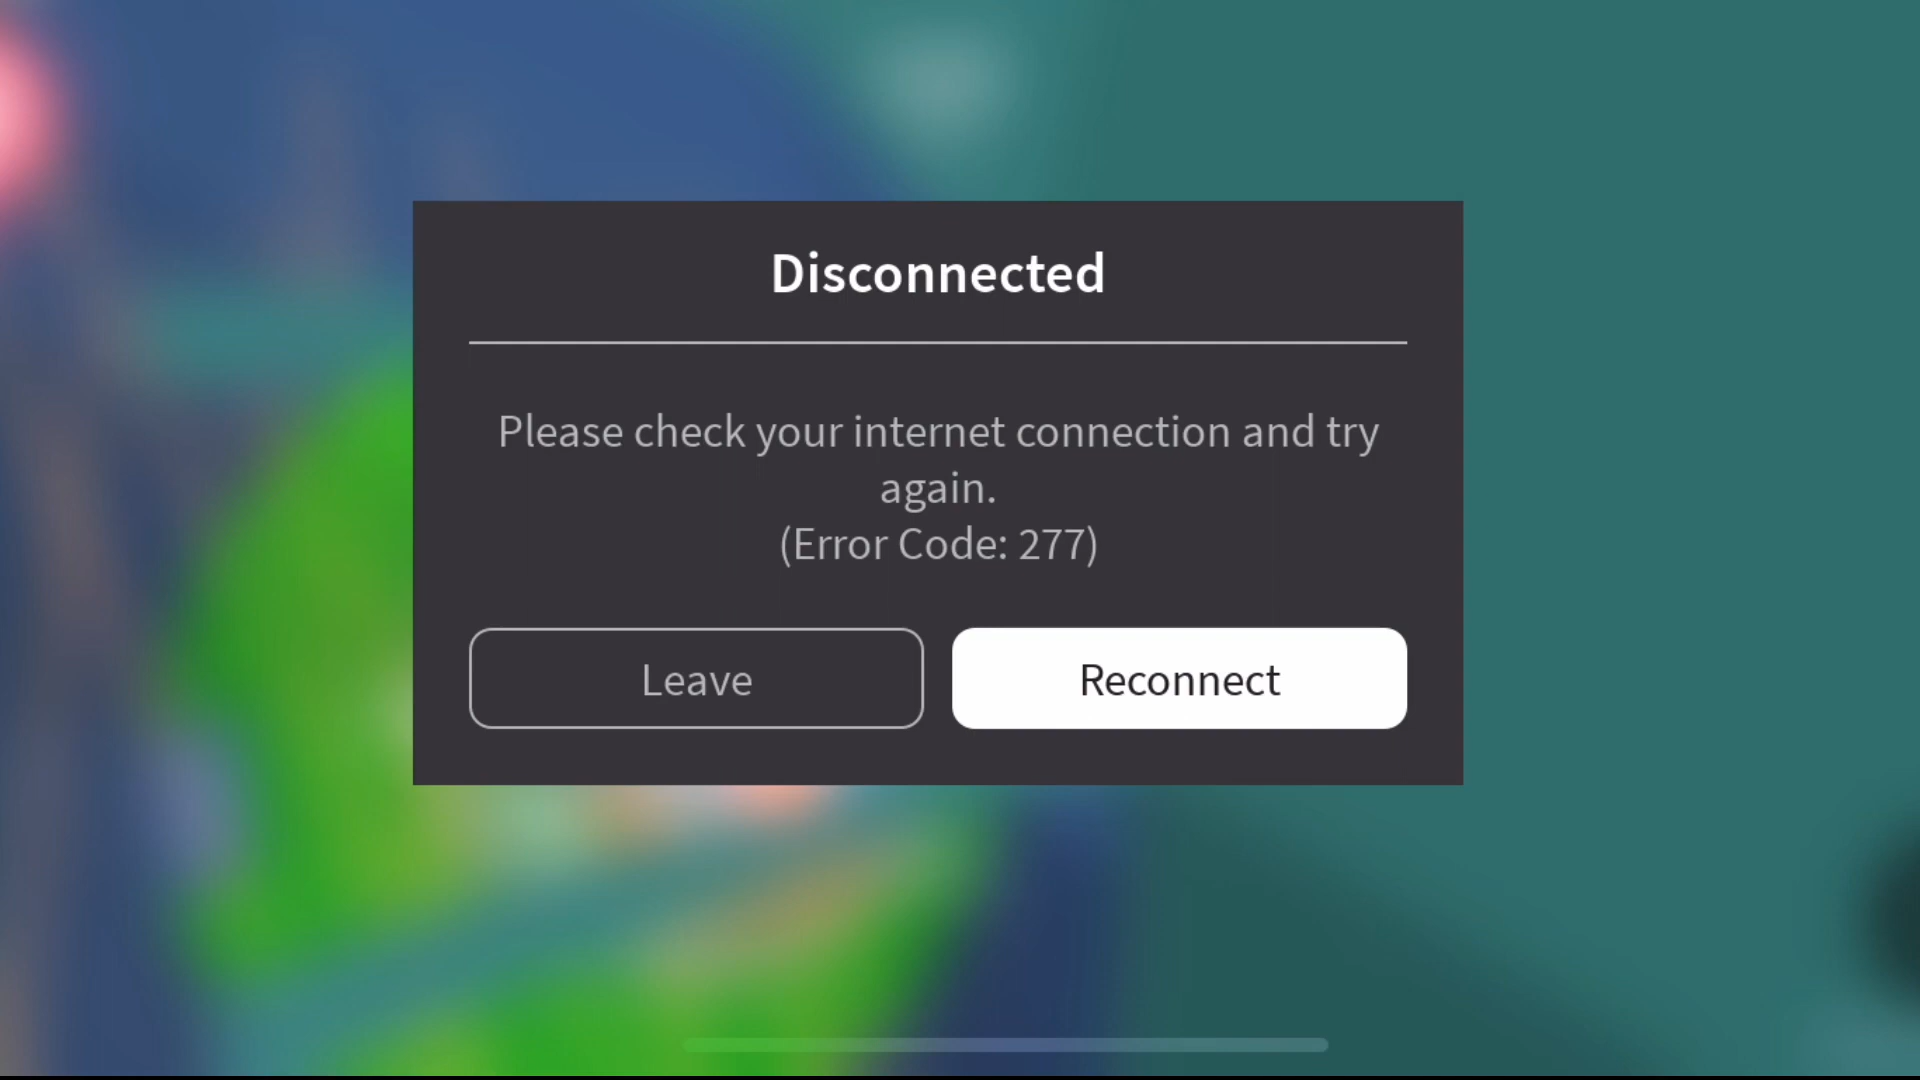 Disconnected
Please check your internet connection and try
again.
(Error Code: 277)
Leave
Reconnect